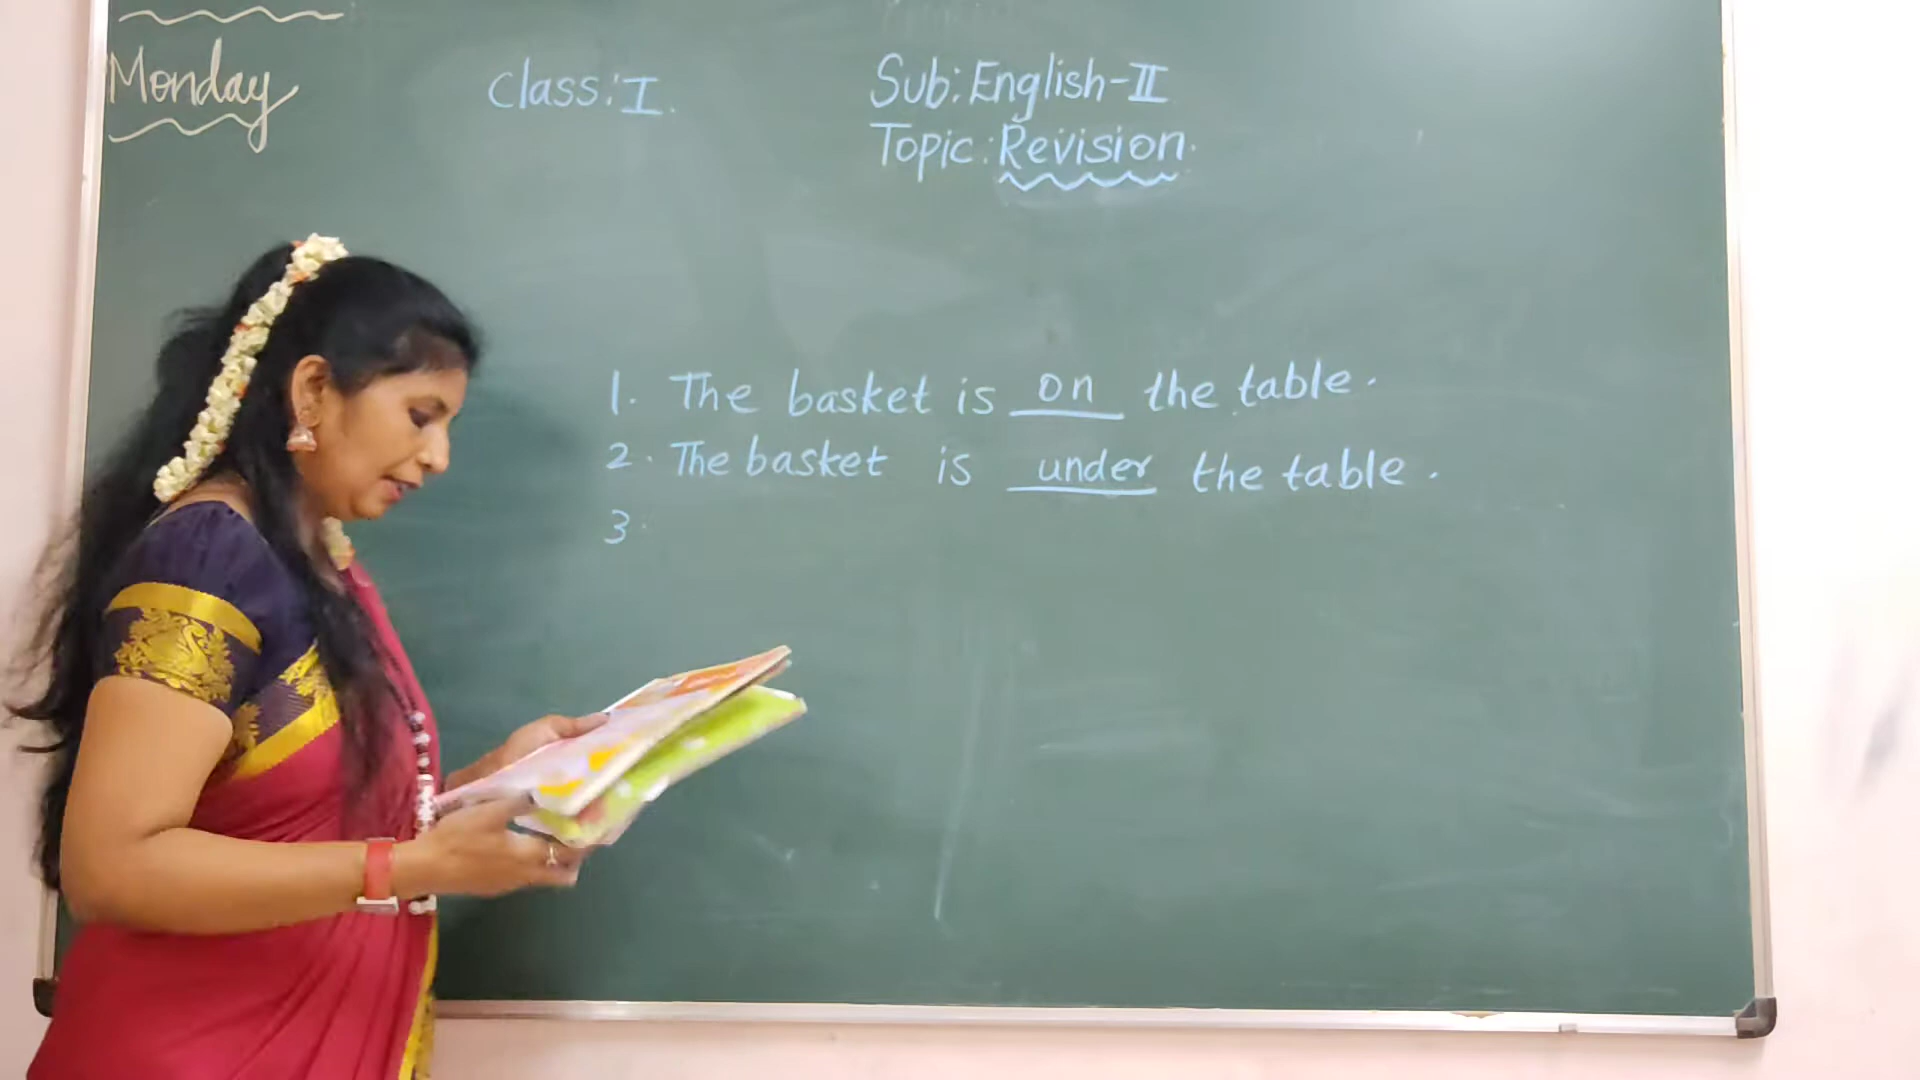 Monday
Class: I.
Sub: English-II
Topic: Revision.
1. The basket is on the table.
2. The basket is under the table.
3.